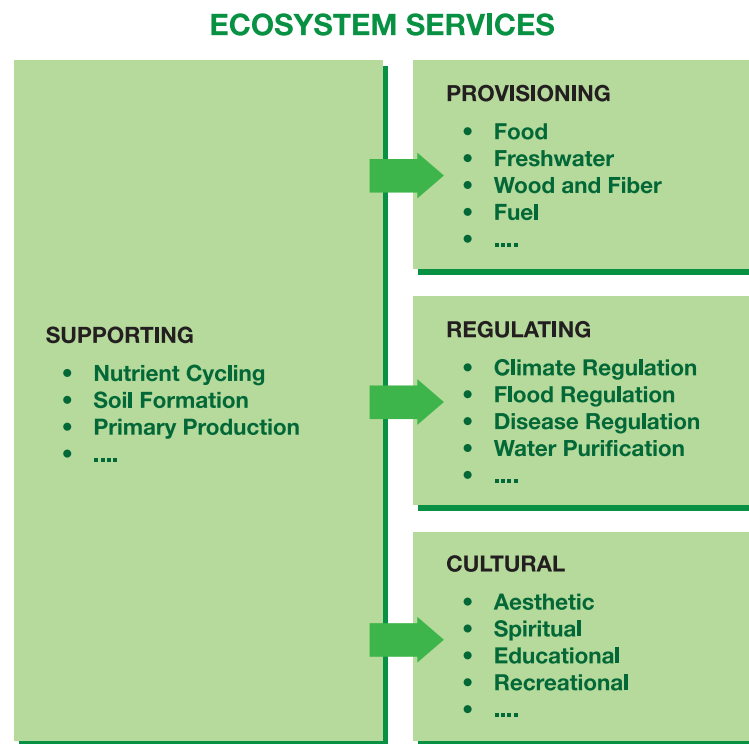 ECOSYSTEM SERVICES
SUPPORTING
• Nutrient Cycling
• Soil Formation
• Primary Production
• ....
PROVISIONING
• Food
• Freshwater
• Wood and Fiber
• Fuel
• ....
REGULATING
• Climate Regulation
• Flood Regulation
• Disease Regulation
• Water Purification
• ....
CULTURAL
• Aesthetic
• Spiritual
• Educational
• Recreational
• ....